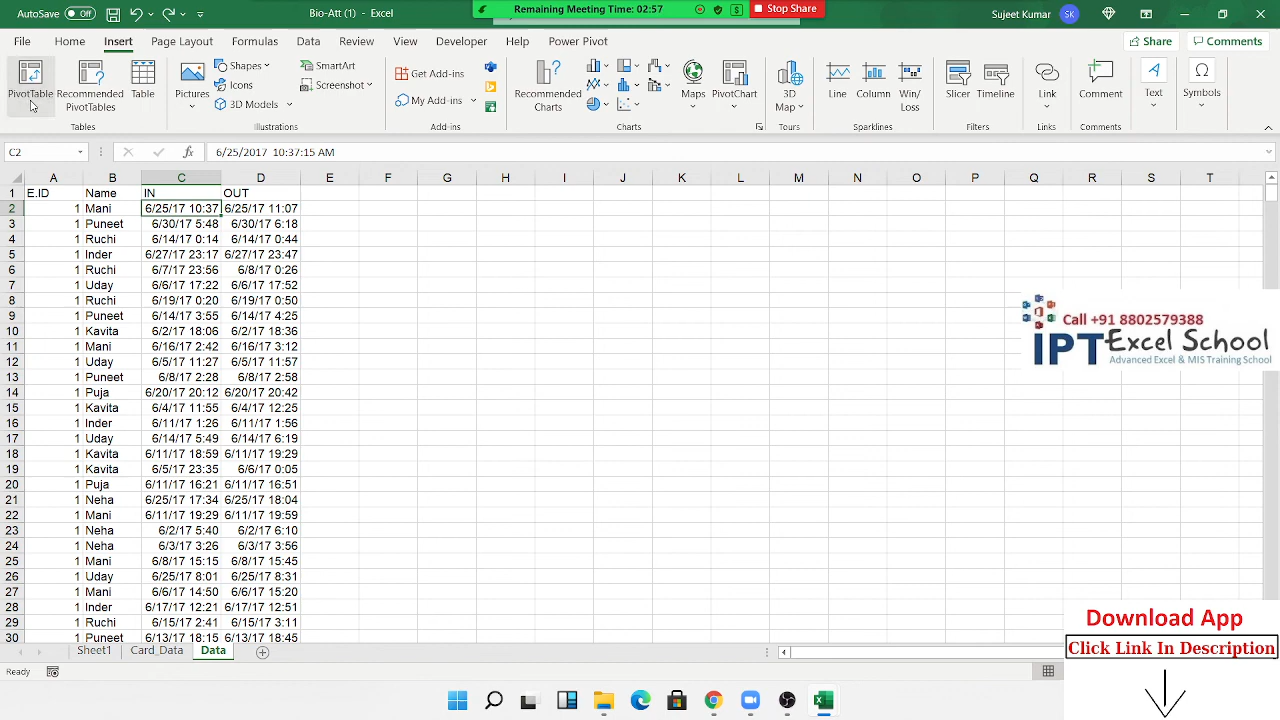 AutoSave Off
Bio-Att (1) - Excel
Remaining Meeting Time: 02:57
Stop Share
Sujeet Kumar SK
File Home Insert Page Layout Formulas Data Review View Developer Help Power Pivot
Share Comments
PivotTable Recommended PivotTables Table
Pictures Shapes Icons 3D Models SmartArt Screenshot
Get Add-ins My Add-ins
Recommended Charts Maps PivotChart 3D Map
Line Column Win/Loss Slicer Timeline Link Comment Text Symbols
Tables Illustrations Add-ins Charts Tours Sparklines Filters Links Comments
C2 fx 6/25/2017 10:37:15 AM
A B C D E F G H I J K L M N O P Q R S T
1 E.ID Name IN OUT
2 1 Mani 6/25/17 10:37 6/25/17 11:07
3 1 Puneet 6/30/17 5:48 6/30/17 6:18
4 1 Ruchi 6/14/17 0:14 6/14/17 0:44
5 1 Inder 6/27/17 23:17 6/27/17 23:47
6 1 Ruchi 6/7/17 23:56 6/8/17 0:26
7 1 Uday 6/6/17 17:22 6/6/17 17:52
8 1 Ruchi 6/19/17 0:20 6/19/17 0:50
9 1 Puneet 6/14/17 3:55 6/14/17 4:25
10 1 Kavita 6/2/17 18:06 6/2/17 18:36
11 1 Mani 6/16/17 2:42 6/16/17 3:12
12 1 Uday 6/5/17 11:27 6/5/17 11:57
13 1 Puneet 6/8/17 2:28 6/8/17 2:58
14 1 Puja 6/20/17 20:12 6/20/17 20:42
15 1 Kavita 6/4/17 11:55 6/4/17 12:25
16 1 Inder 6/11/17 1:26 6/11/17 1:56
17 1 Uday 6/14/17 5:49 6/14/17 6:19
18 1 Kavita 6/11/17 18:59 6/11/17 19:29
19 1 Kavita 6/5/17 23:35 6/6/17 0:05
20 1 Puja 6/11/17 16:21 6/11/17 16:51
21 1 Neha 6/25/17 17:34 6/25/17 18:04
22 1 Mani 6/11/17 19:29 6/11/17 19:59
23 1 Neha 6/2/17 5:40 6/2/17 6:10
24 1 Neha 6/3/17 3:26 6/3/17 3:56
25 1 Mani 6/8/17 15:15 6/8/17 15:45
26 1 Uday 6/25/17 8:01 6/25/17 8:31
27 1 Mani 6/6/17 14:50 6/6/17 15:20
28 1 Inder 6/17/17 12:21 6/17/17 12:51
29 1 Ruchi 6/15/17 2:41 6/15/17 3:11
30 1 Puneet 6/13/17 18:15 6/13/17 18:45
Call +91 8802579388
IPT Excel School
Advanced Excel & MIS Training School
Download App
Click Link In Description
Sheet1 Card_Data Data
Ready